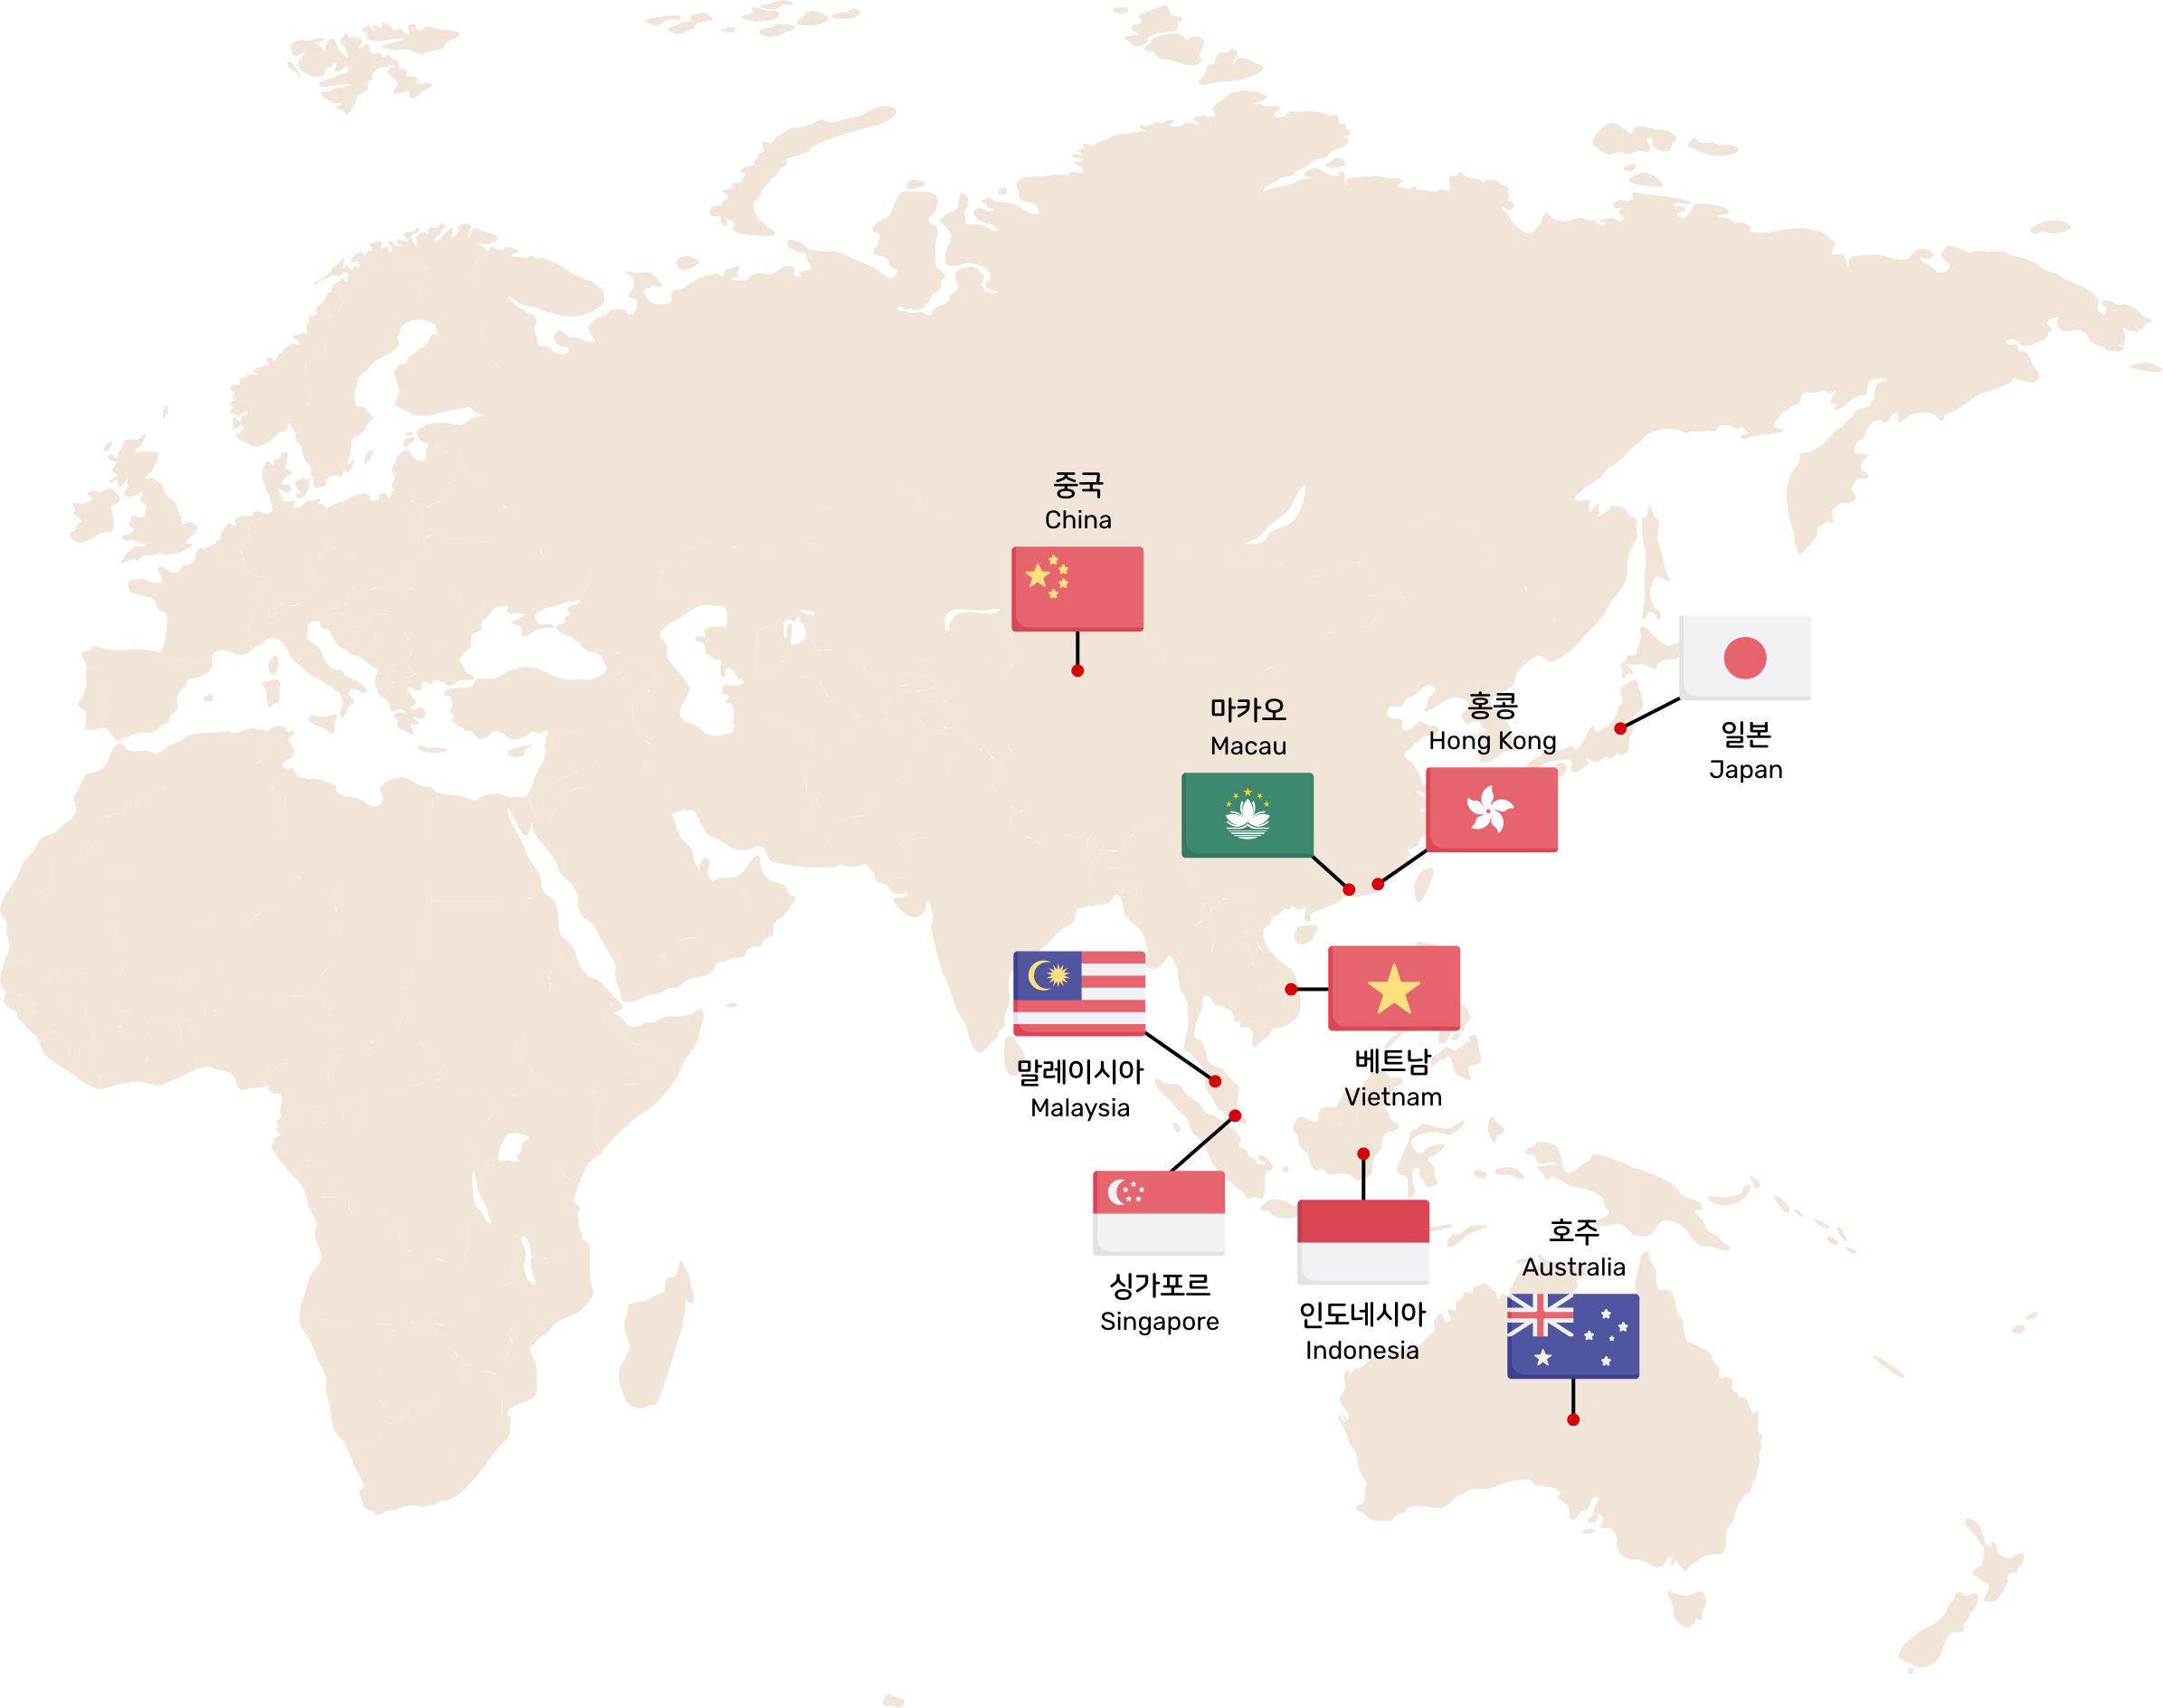 중국
China
마카오
Macau
홍콩
Hong Kong
일본
Japan
말레이시아
Malaysia
베트남
Vietnam
싱가포르
Singapore
인도네시아
Indonesia
호주
Australia